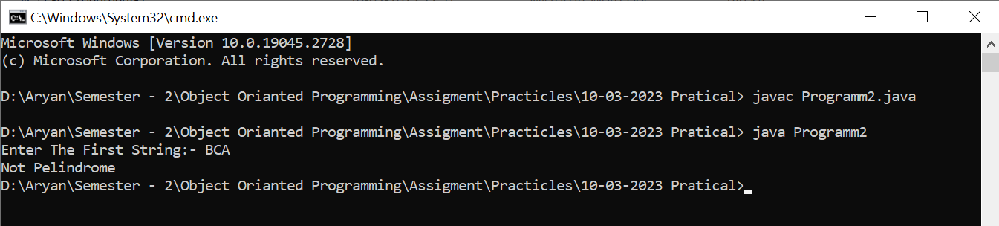 C:\Windows\System32\cmd.exe
Microsoft Windows [Version 10.0.19045.2728]
(c) Microsoft Corporation. All rights reserved.
D:\Aryan\Semester - 2\Object Orianted Programming\Assigment\Practicles\10-03-2023 Pratical> javac Programm2.java
D:\Aryan\Semester - 2\Object Orianted Programming\Assigment\Practicles\10-03-2023 Pratical> java Programm2
Enter The First String:- BCA
Not Pelindrome
D:\Aryan\Semester - 2\Object Orianted Programming\Assigment\Practicles\10-03-2023 Pratical>